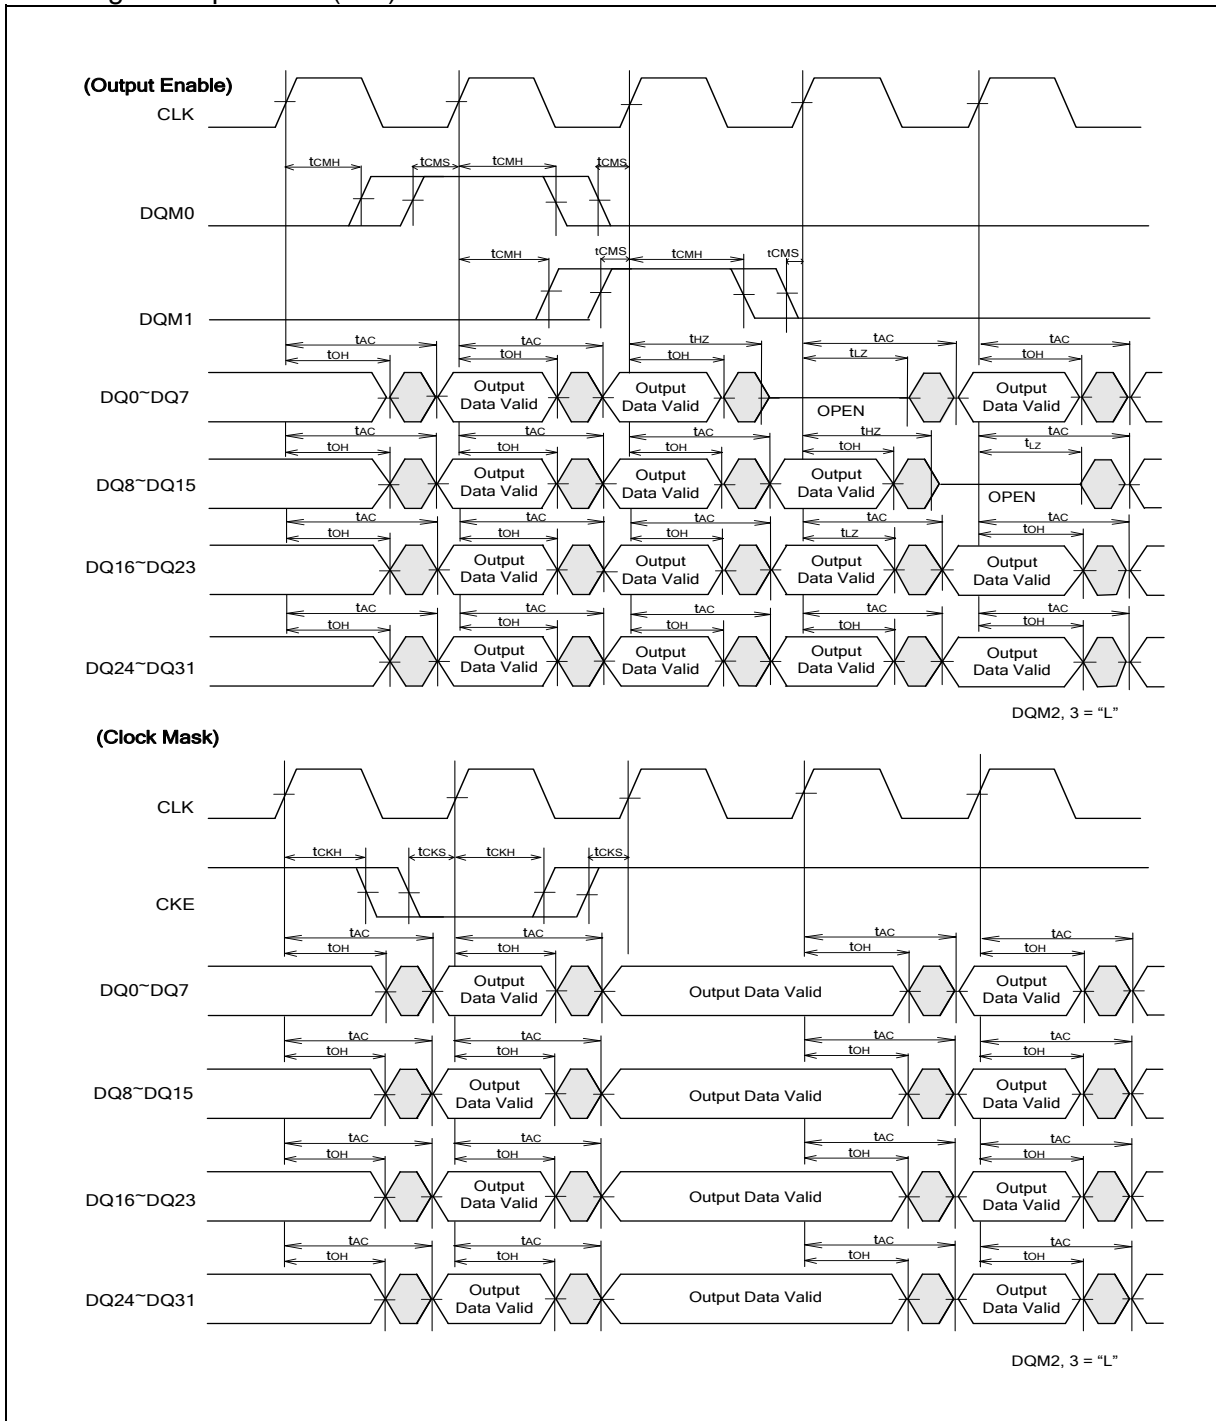 (Output Enable)
CLK
tCMH tCMS tCMH tCMS
DQM0
tCMH tCMS tCMH tCMS
DQM1
tAC tAC tHZ tAC tAC
tOH tOH tOH tLZ tOH
DQ0~DQ7
Output Data Valid Output Data Valid OPEN Output Data Valid
tAC tAC tAC tHZ tAC
tOH tOH tOH tOH tLZ
DQ8~DQ15
Output Data Valid Output Data Valid Output Data Valid OPEN
tAC tAC tAC tAC tAC
tOH tOH tOH tLZ tOH
DQ16~DQ23
Output Data Valid Output Data Valid Output Data Valid Output Data Valid
tAC tAC tAC tAC tAC
tOH tOH tOH tOH tOH
DQ24~DQ31
Output Data Valid Output Data Valid Output Data Valid Output Data Valid
DQM2, 3 = “L”
(Clock Mask)
CLK
tCKH tCKS tCKH tCKS
CKE
tAC tAC tAC tAC
tOH tOH tOH tOH
DQ0~DQ7
Output Data Valid Output Data Valid Output Data Valid
tAC tAC tAC tAC
tOH tOH tOH tOH
DQ8~DQ15
Output Data Valid Output Data Valid Output Data Valid
tAC tAC tAC tAC
tOH tOH tOH tOH
DQ16~DQ23
Output Data Valid Output Data Valid Output Data Valid
tAC tAC tAC tAC
tOH tOH tOH tOH
DQ24~DQ31
Output Data Valid Output Data Valid Output Data Valid
DQM2, 3 = “L”